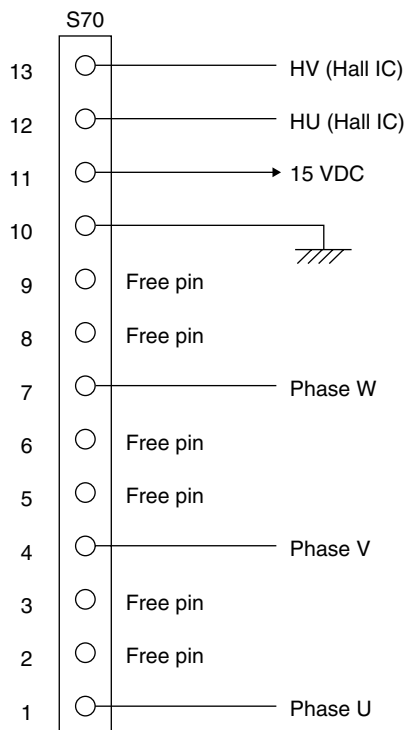 S70
13 HV (Hall IC)
12 HU (Hall IC)
11 15 VDC
10
9 Free pin
8 Free pin
7 Phase W
6 Free pin
5 Free pin
4 Phase V
3 Free pin
2 Free pin
1 Phase U